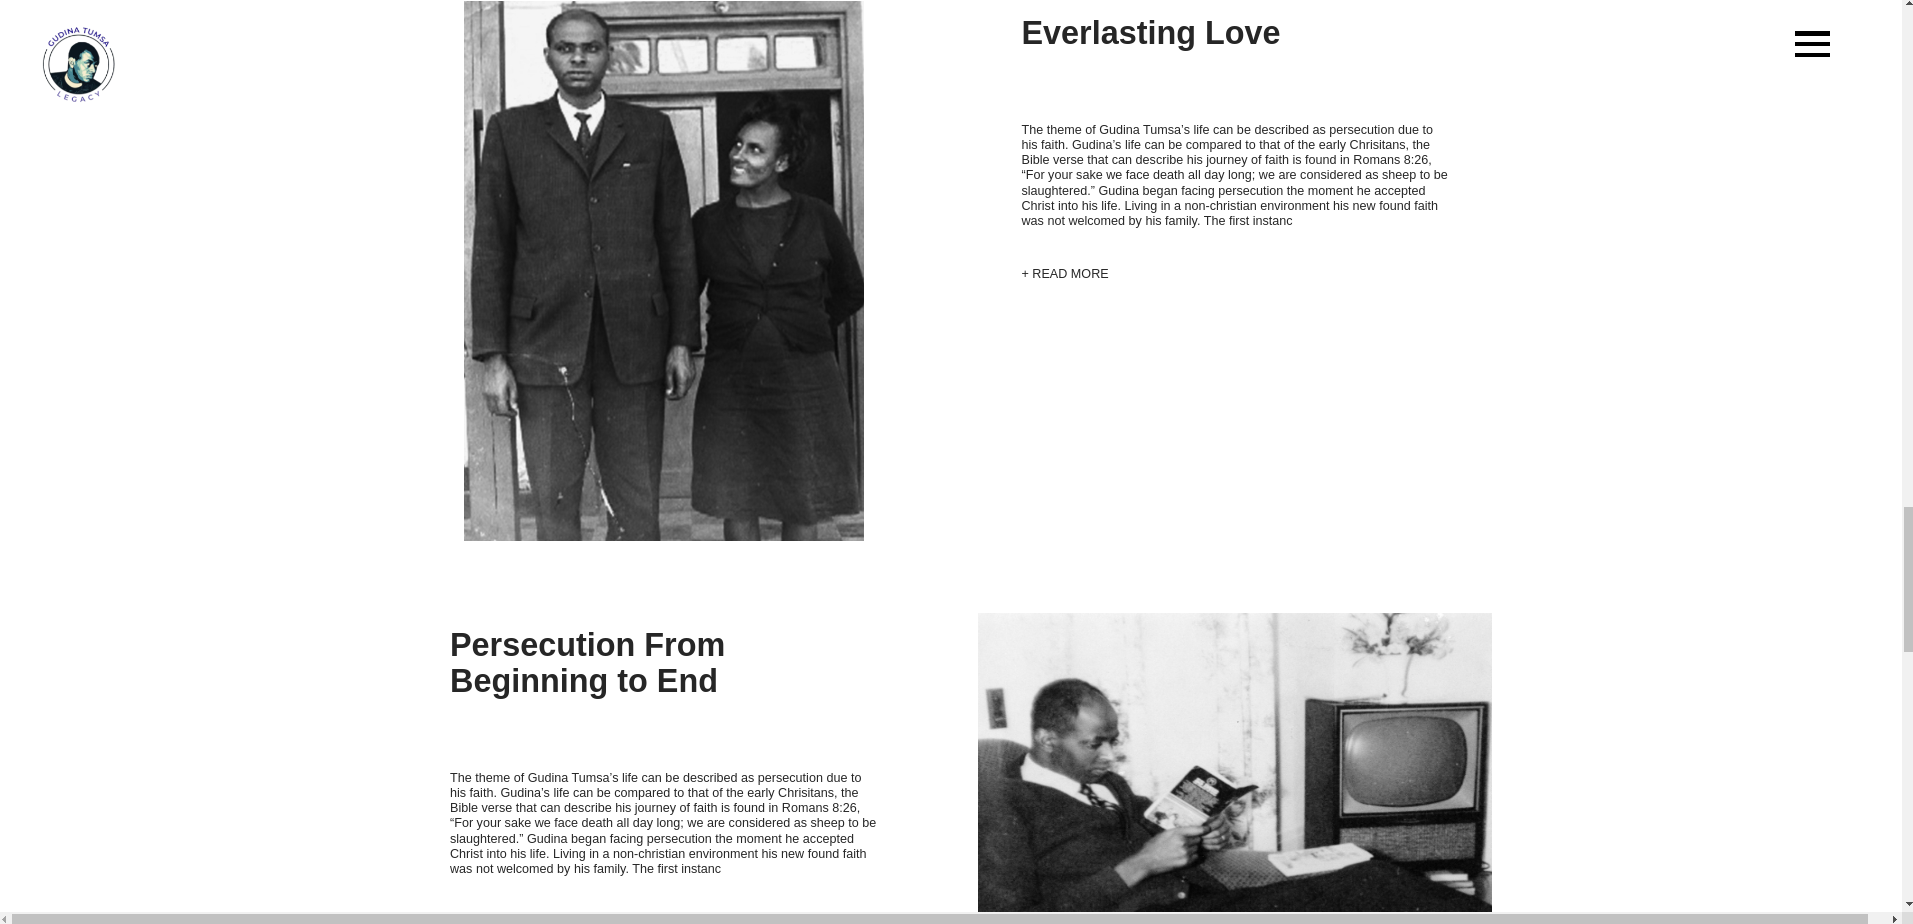 GUDINA TUMSA
LEGACY
Everlasting Love
The theme of Gudina Tumsa’s life can be described as persecution due to
his faith. Gudina’s life can be compared to that of the early Chrisitans, the
Bible verse that can describe his journey of faith is found in Romans 8:26,
“For your sake we face death all day long; we are considered as sheep to be
slaughtered.” Gudina began facing persecution the moment he accepted
Christ into his life. Living in a non-christian environment his new found faith
was not welcomed by his family. The first instanc
+ READ MORE
Persecution From
Beginning to End
The theme of Gudina Tumsa’s life can be described as persecution due to
his faith. Gudina’s life can be compared to that of the early Chrisitans, the
Bible verse that can describe his journey of faith is found in Romans 8:26,
“For your sake we face death all day long; we are considered as sheep to be
slaughtered.” Gudina began facing persecution the moment he accepted
Christ into his life. Living in a non-christian environment his new found faith
was not welcomed by his family. The first instanc